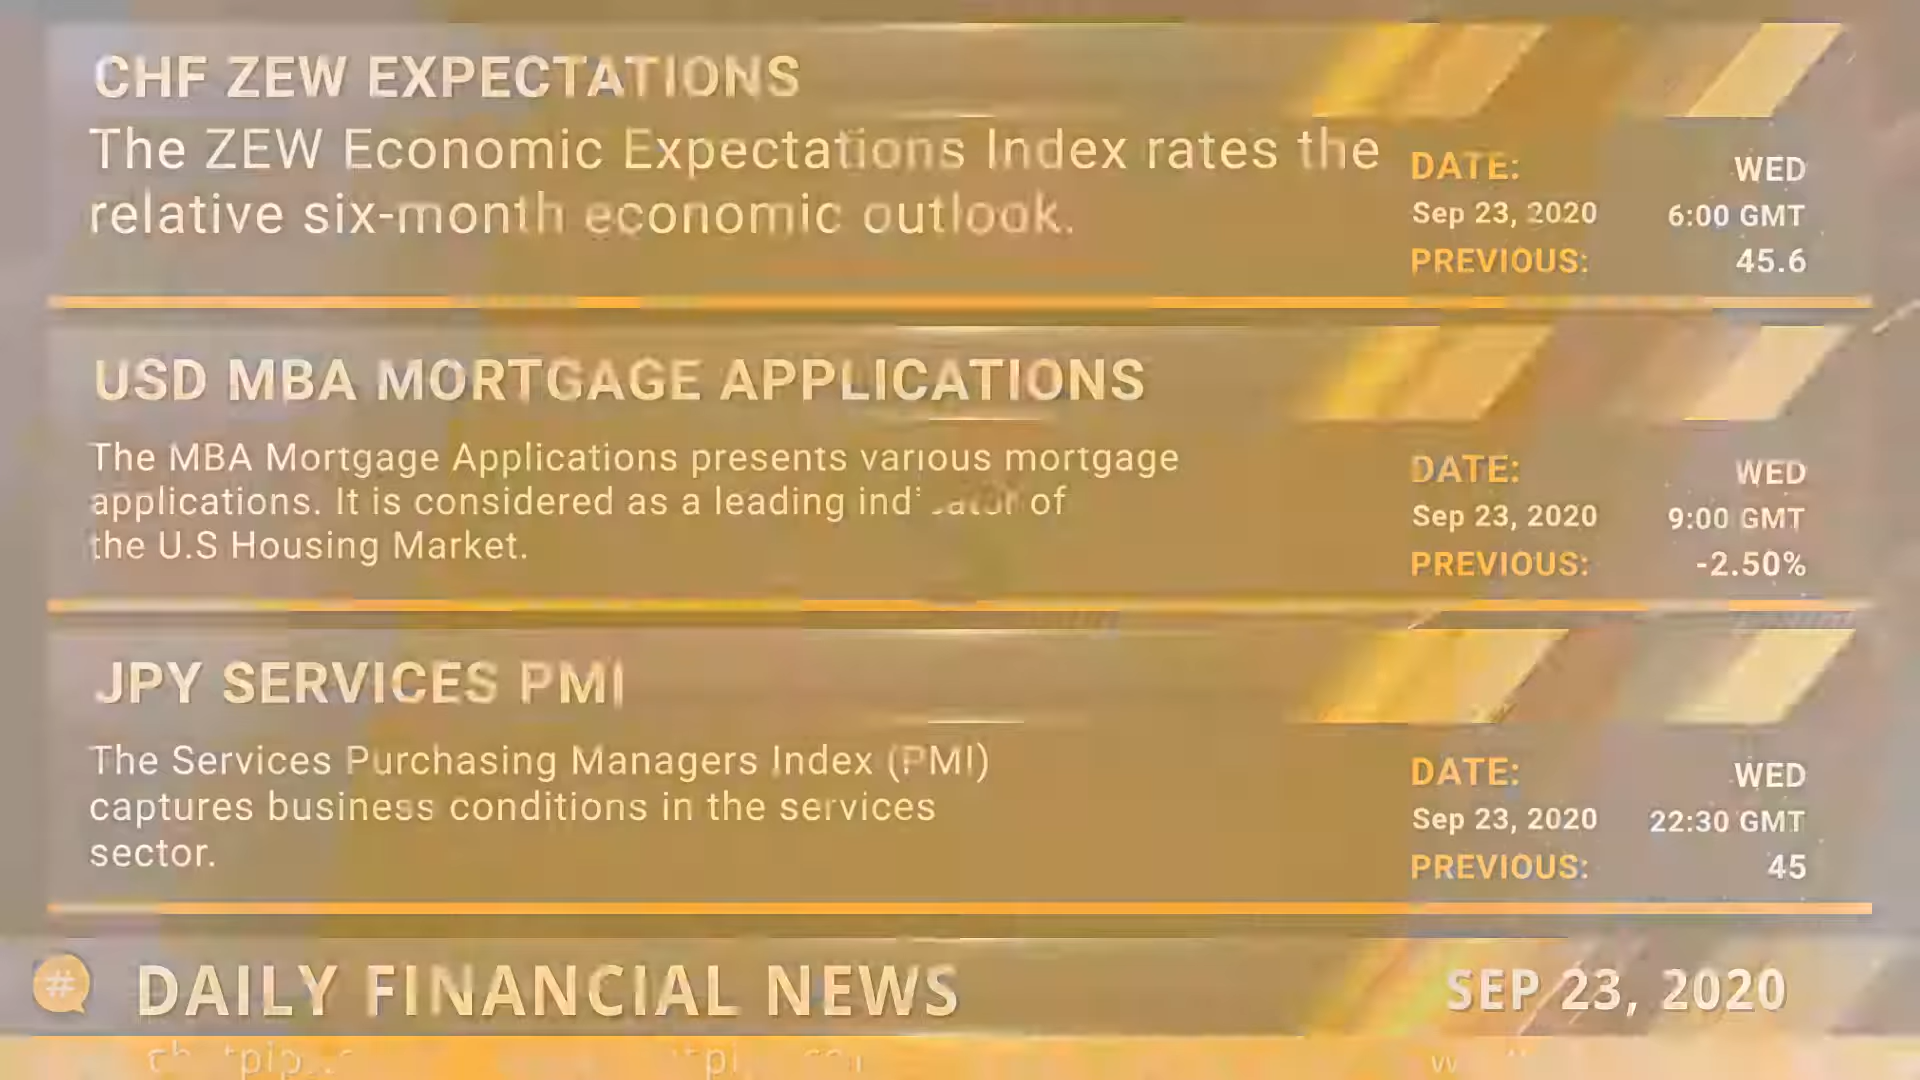 CHF ZEW EXPECTATIONS
The ZEW Economic Expectations Index rates the
relative six-month economic outlook.
DATE: WED
Sep 23, 2020 6:00 GMT
PREVIOUS: 45.6
USD MBA MORTGAGE APPLICATIONS
The MBA Mortgage Applications presents various mortgage
applications. It is considered as a leading of
the U.S Housing Market.
DATE: WED
Sep 23, 2020 9:00 GMT
PREVIOUS: -2.50%
JPY SERVICES PMI
The Services Purchasing Managers Index (PMI)
captures business conditions in the services
sector.
DATE: WED
Sep 23, 2020 22:30 GMT
PREVIOUS: 45
# DAILY FINANCIAL NEWS SEP 23, 2020